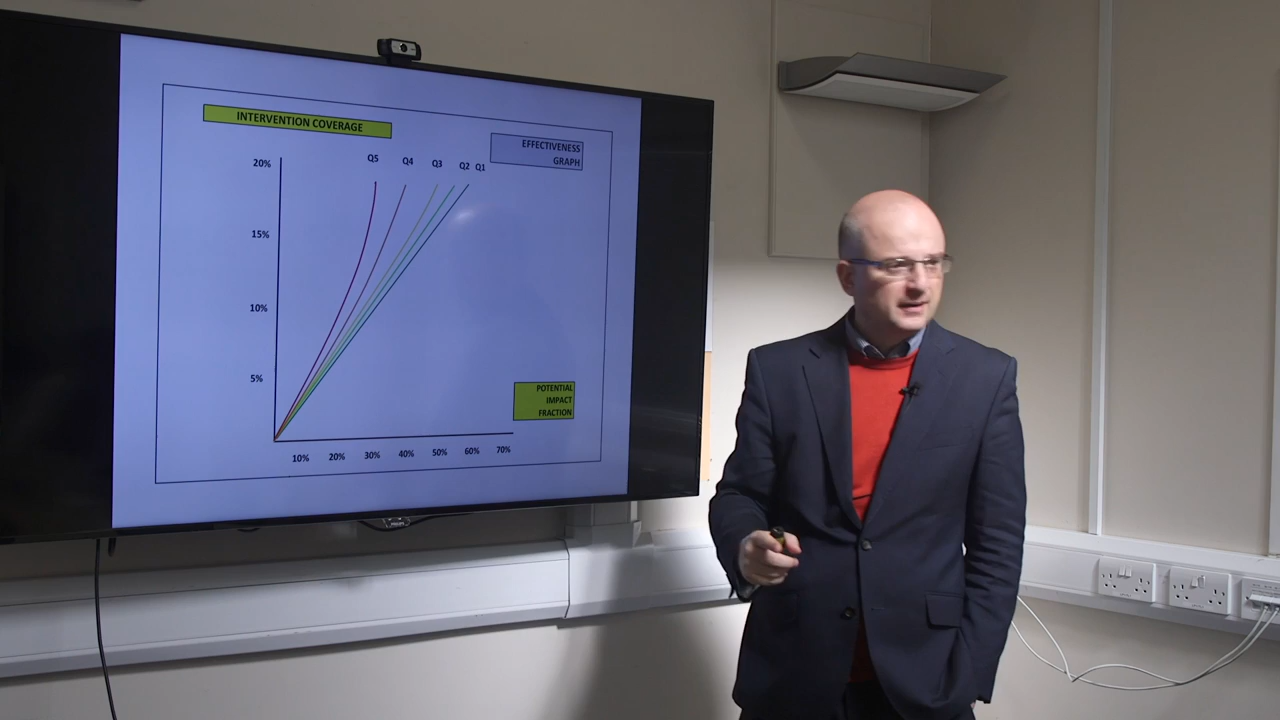 INTERVENTION COVERAGE
EFFECTIVENESS
GRAPH
Q5 Q4 Q3 Q2 Q1
20%
15%
10%
5%
POTENTIAL
IMPACT
FRACTION
10% 20% 30% 40% 50% 60% 70%
PHILIPS